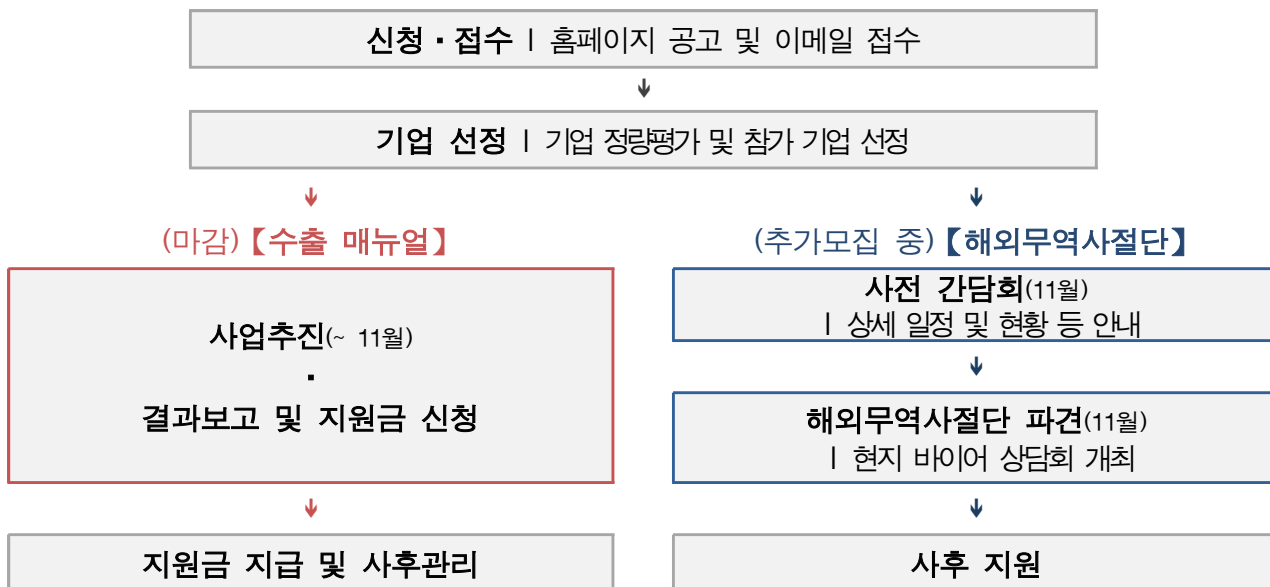 신청·접수 | 홈페이지 공고 및 이메일 접수
기업 선정 | 기업 정량평가 및 참가 기업 선정
(마감)【수출 매뉴얼】
사업추진(~ 11월)
·
결과보고 및 지원금 신청
지원금 지급 및 사후관리
(추가모집 중)【해외무역사절단】
사전 간담회(11월)
| 상세 일정 및 현황 등 안내
해외무역사절단 파견(11월)
| 현지 바이어 상담회 개최
사후 지원